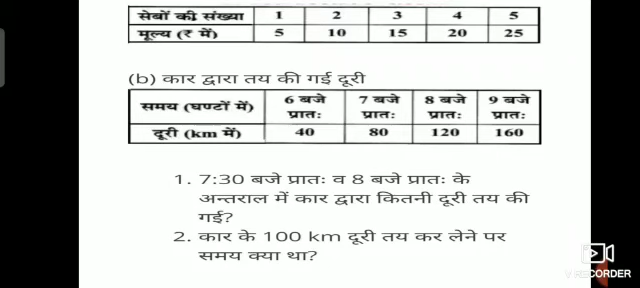 सेबों की संख्या 1 2 3 4 5
मूल्य (₹ में) 5 10 15 20 25
(b) कार द्वारा तय की गई दूरी
समय (घण्टों में) 6 बजे प्रातः 7 बजे प्रातः 8 बजे प्रातः 9 बजे प्रातः
दूरी (km में) 40 80 120 160
1. 7:30 बजे प्रातः व 8 बजे प्रातः के
अन्तराल में कार द्वारा कितनी दूरी तय की
गई?
2. कार के 100 km दूरी तय कर लेने पर
समय क्या था?
V RECORDER